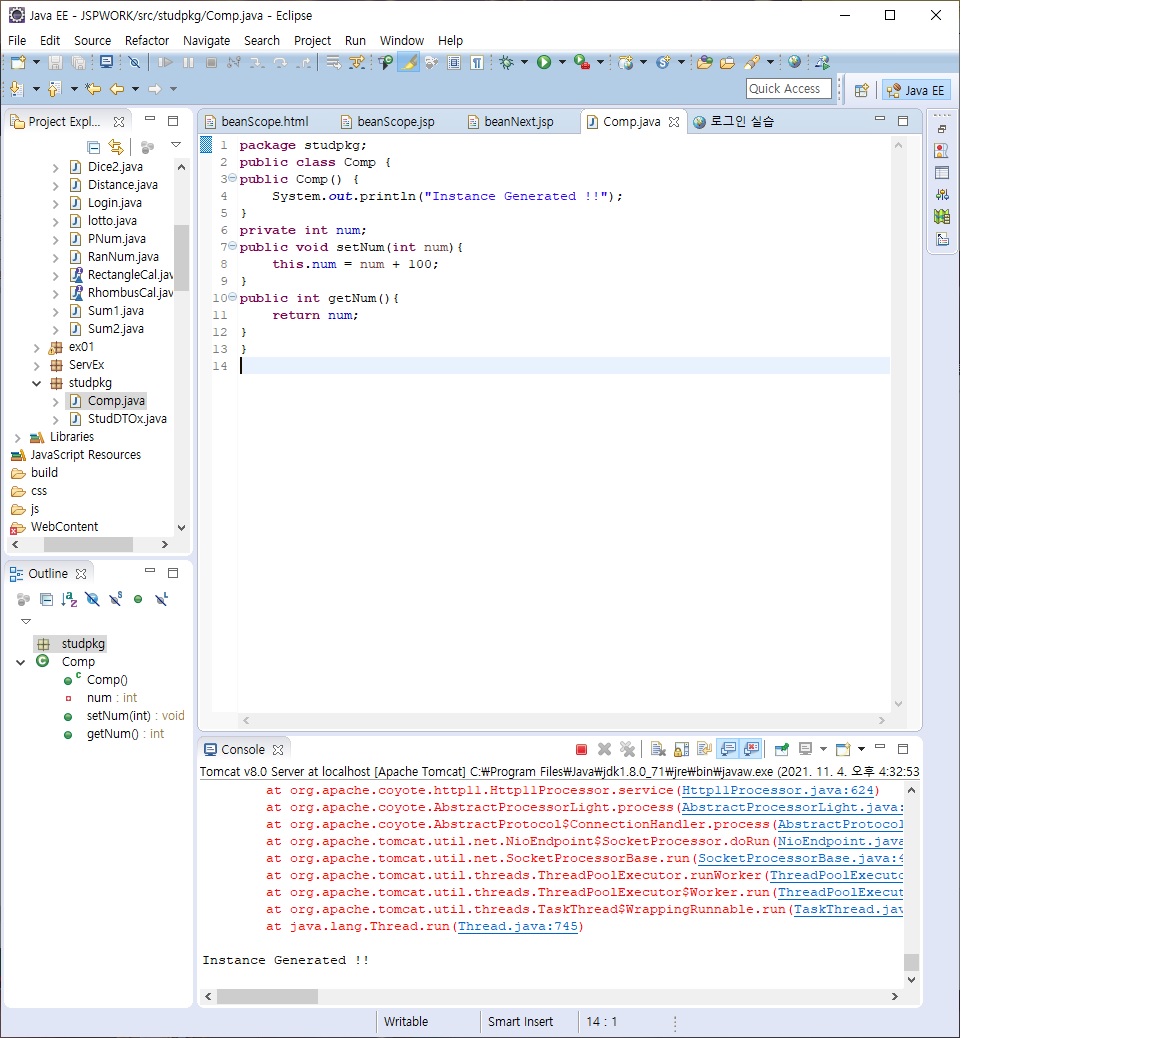 Java EE - JSPWORK/src/studpkg/Comp.java - Eclipse
File Edit Source Refactor Navigate Search Project Run Window Help
Quick Access
Java EE
Project Expl...
Dice2.java
Distance.java
Login.java
lotto.java
PNum.java
RanNum.java
RectangleCal.jav
RhombusCal.jav
Sum1.java
Sum2.java
ex01
ServEx
studpkg
Comp.java
StudDTOx.java
Libraries
JavaScript Resources
build
css
js
WebContent
Outline
studpkg
Comp
Comp()
num : int
setNum(int) : void
getNum() : int
beanScope.html beanScope.jsp beanNext.jsp Comp.java 로그인 실습
1 package studpkg;
2 public class Comp {
3 public Comp() {
4 System.out.println("Instance Generated !!");
5 }
6 private int num;
7 public void setNum(int num){
8 this.num = num + 100;
9 }
10 public int getNum(){
11 return num;
12 }
13 }
14
Console
Tomcat v8.0 Server at localhost [Apache Tomcat] C:₩Program Files₩Java₩jdk1.8.0_71₩jre₩bin₩javaw.exe (2021. 11. 4. 오후 4:32:53
at org.apache.coyote.http11.Http11Processor.service(Http11Processor.java:624)
at org.apache.coyote.AbstractProcessorLight.process(AbstractProcessorLight.java:
at org.apache.coyote.AbstractProtocol$ConnectionHandler.process(AbstractProtocol
at org.apache.tomcat.util.net.NioEndpoint$SocketProcessor.doRun(NioEndpoint.java
at org.apache.tomcat.util.net.SocketProcessorBase.run(SocketProcessorBase.java:4
at org.apache.tomcat.util.threads.ThreadPoolExecutor.runWorker(ThreadPoolExecuto
at org.apache.tomcat.util.threads.ThreadPoolExecutor$Worker.run(ThreadPoolExecut
at org.apache.tomcat.util.threads.TaskThread$WrappingRunnable.run(TaskThread.jav
at java.lang.Thread.run(Thread.java:745)
Instance Generated !!
Writable Smart Insert 14 : 1